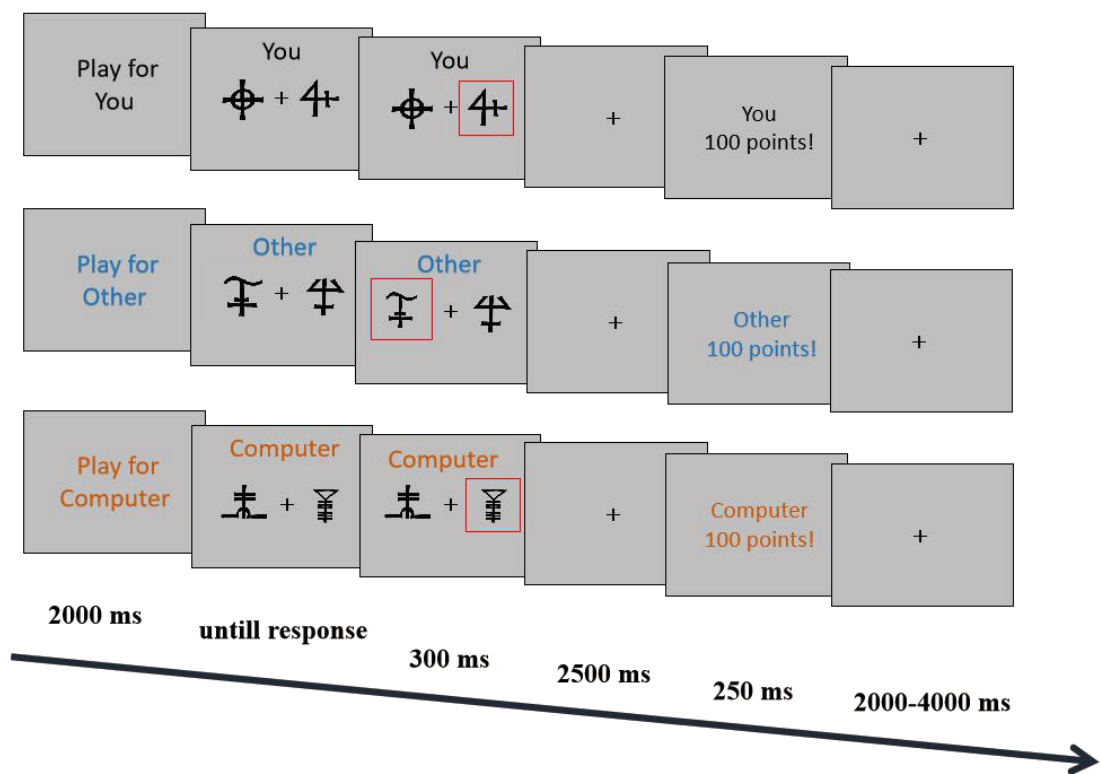 Play for
You
You
+
You
+
+
You
100 points!
+
Play for
Other
Other
+
Other
+
+
Other
100 points!
+
Play for
Computer
Computer
+
Computer
+
+
Computer
100 points!
+
2000 ms
untill response
300 ms
2500 ms
250 ms
2000-4000 ms